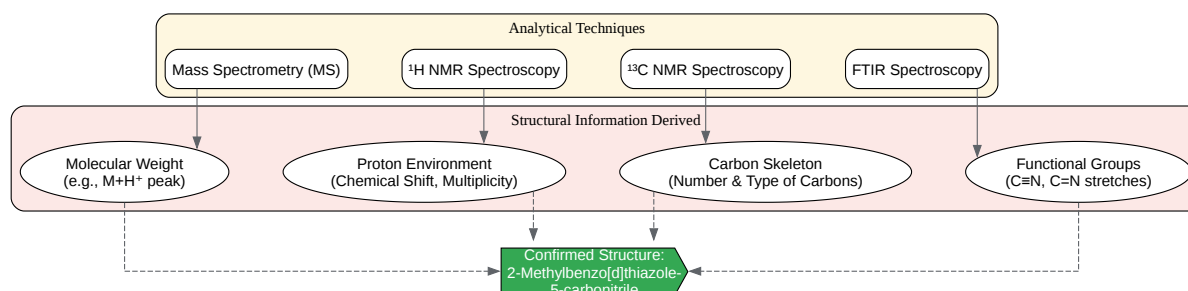 Analytical Techniques
Mass Spectrometry (MS)
¹H NMR Spectroscopy
¹³C NMR Spectroscopy
FTIR Spectroscopy
Structural Information Derived
Molecular Weight
(e.g., M+H⁺ peak)
Proton Environment
(Chemical Shift, Multiplicity)
Carbon Skeleton
(Number & Type of Carbons)
Functional Groups
(C≡N, C=N stretches)
Confirmed Structure:
2-Methylbenzo[d]thiazole-
5-carbonitrile